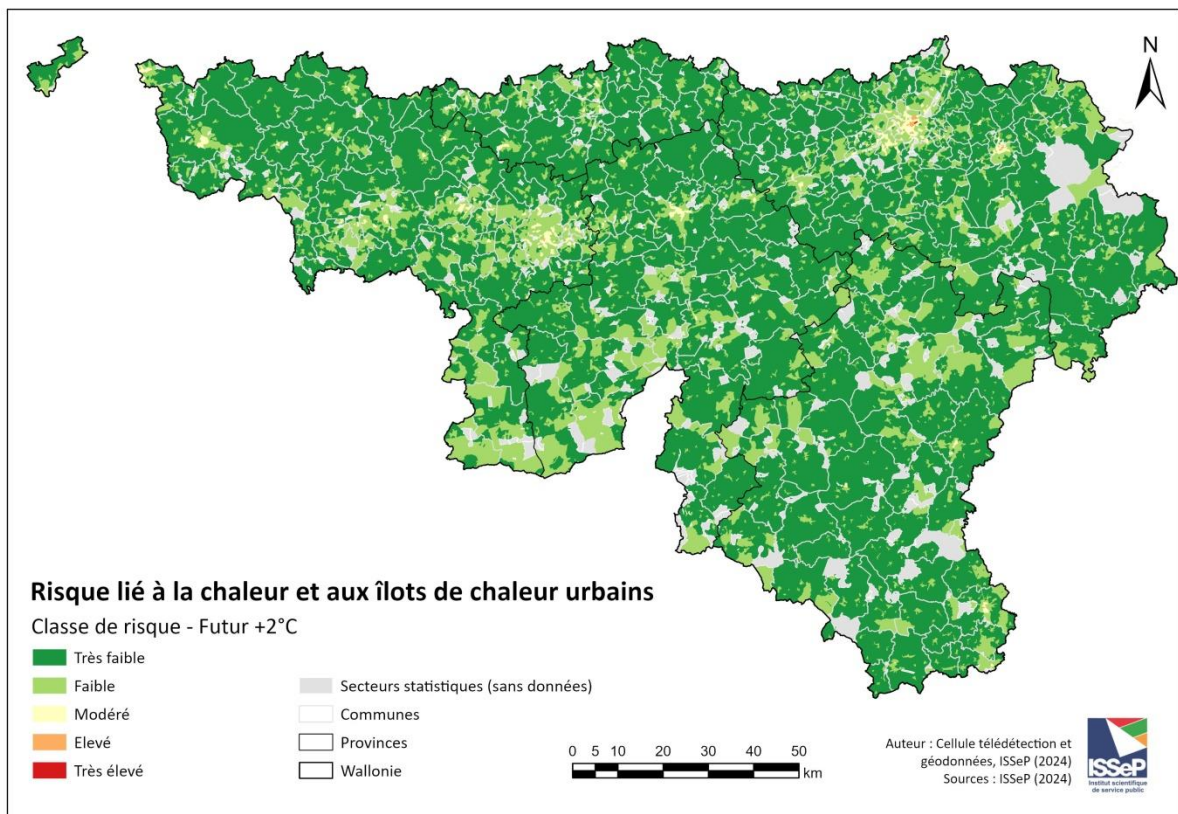 N
Risque lié à la chaleur et aux îlots de chaleur urbains
Classe de risque - Futur +2°C
Très faible
Faible
Modéré
Elevé
Très élevé
Secteurs statistiques (sans données)
Communes
Provinces
Wallonie
0 5 10 20 30 40 50
km
Auteur : Cellule télédétection et
géodonnées, ISSeP (2024)
Sources : ISSeP (2024)
ISSeP
Institut scientifique
de service public